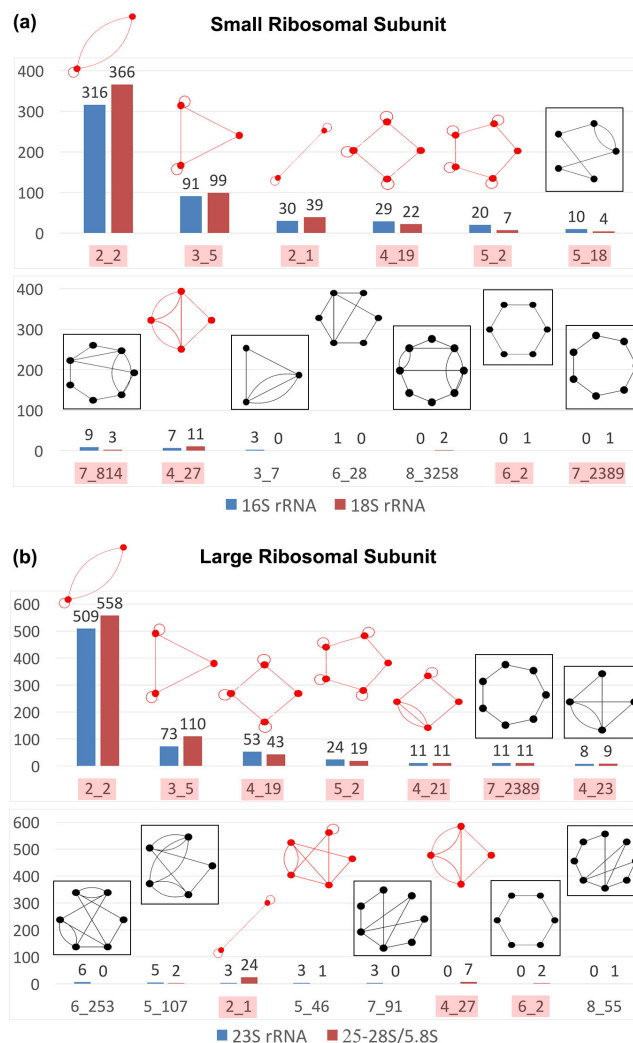 (a) Small Ribosomal Subunit
400
300
200
100
0
316 366 91 99 30 39 29 22 20 7 10 4
2_2 3_5 2_1 4_19 5_2 5_18
400
300
200
100
0
9 3 7 11 3 0 1 0 0 2 0 1 0 1
7_814 4_27 3_7 6_28 8_3258 6_2 7_2389
16S rRNA 18S rRNA
(b) Large Ribosomal Subunit
600
500
400
300
200
100
0
509 558 73 110 53 43 24 19 11 11 11 11 8 9
2_2 3_5 4_19 5_2 4_21 7_2389 4_23
600
500
400
300
200
100
0
6 0 5 2 3 24 3 1 3 0 0 7 0 2 0 1
6_253 5_107 2_1 5_46 7_91 4_27 6_2 8_55
23S rRNA 25-28S/5.8S